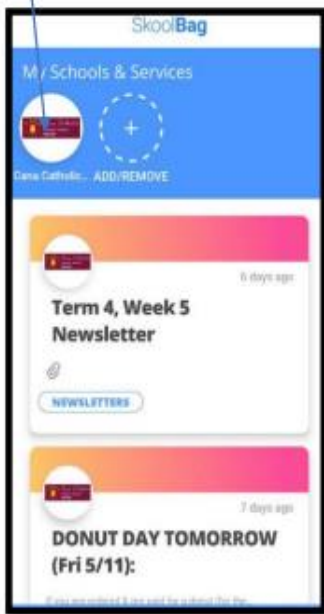 SkoolBag
My Schools & Services
Cana Catholic... ADD/REMOVE
6 days ago
Term 4, Week 5
Newsletter
NEWSLETTERS
7 days ago
DONUT DAY TOMORROW
(Fri 5/11):